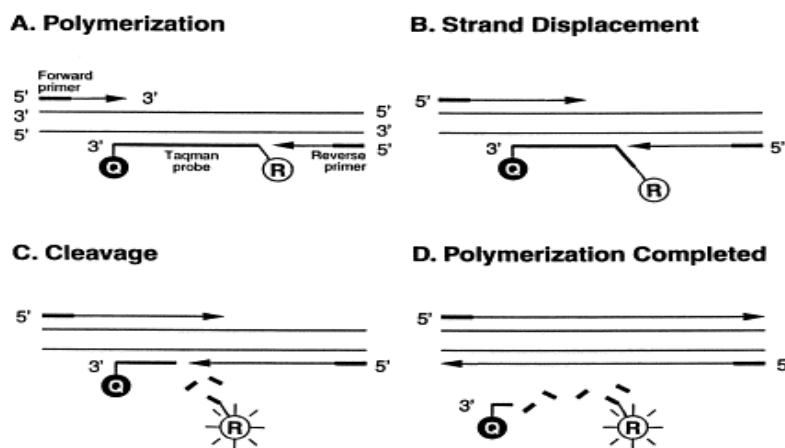 A. Polymerization
Forward
primer
5' 3'
3' 5'
5' 3'
3' Taqman
probe Reverse
primer 5'
Q R
B. Strand Displacement
5'
3' 5'
Q R
C. Cleavage
5'
3' 5'
Q R
D. Polymerization Completed
5'
5'
3'
Q R